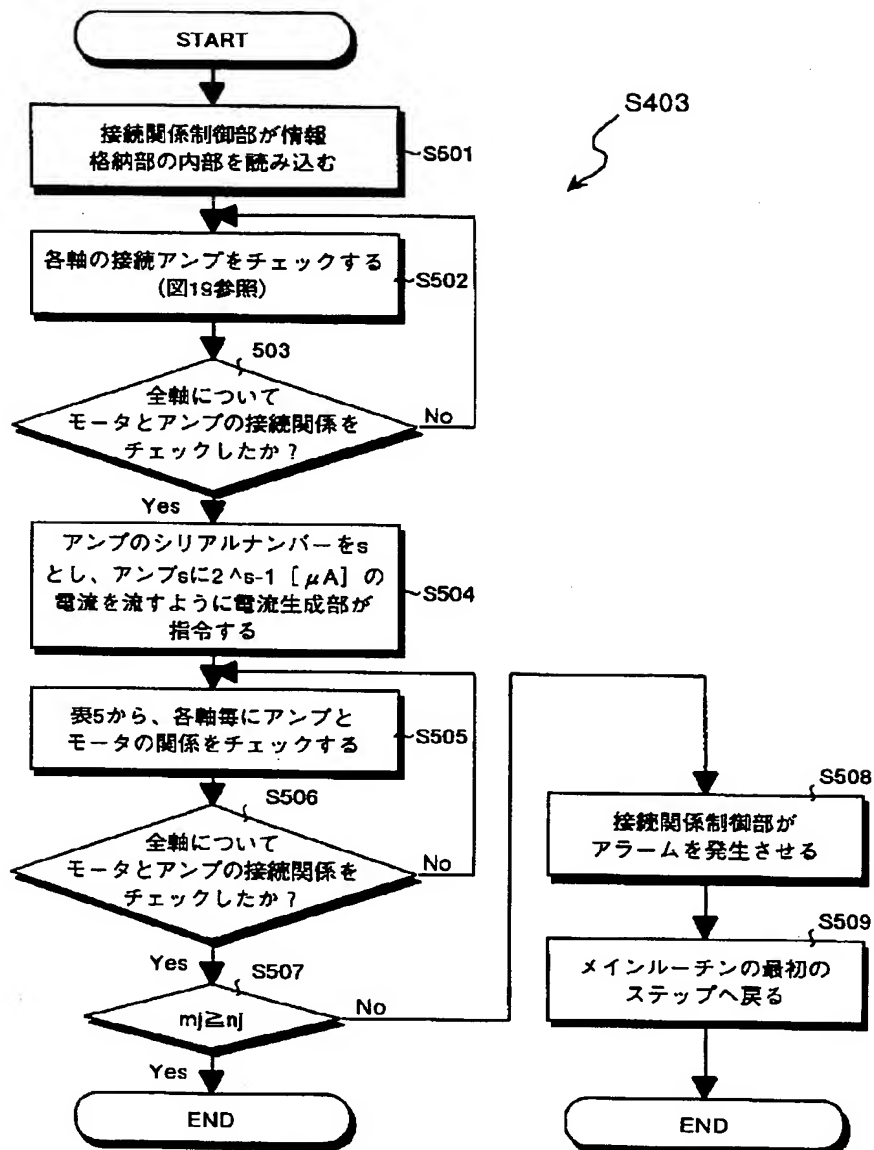 START
S403
接続関係制御部が情報
格納部の内部を読み込む
S501
各軸の接続アンプをチェックする
(図19参照)
S502
503
全軸について
モータとアンプの接続関係を
チェックしたか?
No
Yes
アンプのシリアルナンバーをs
とし、アンプsに2^s-1 [μA] の
電流を流すように電流生成部が
指令する
S504
表5から、各軸毎にアンプと
モータの関係をチェックする
S505
S506
全軸について
モータとアンプの接続関係を
チェックしたか?
No
Yes
S507
mj≧nj
No
Yes
END
S508
接続関係制御部が
アラームを発生させる
S509
メインルーチンの最初の
ステップへ戻る
END